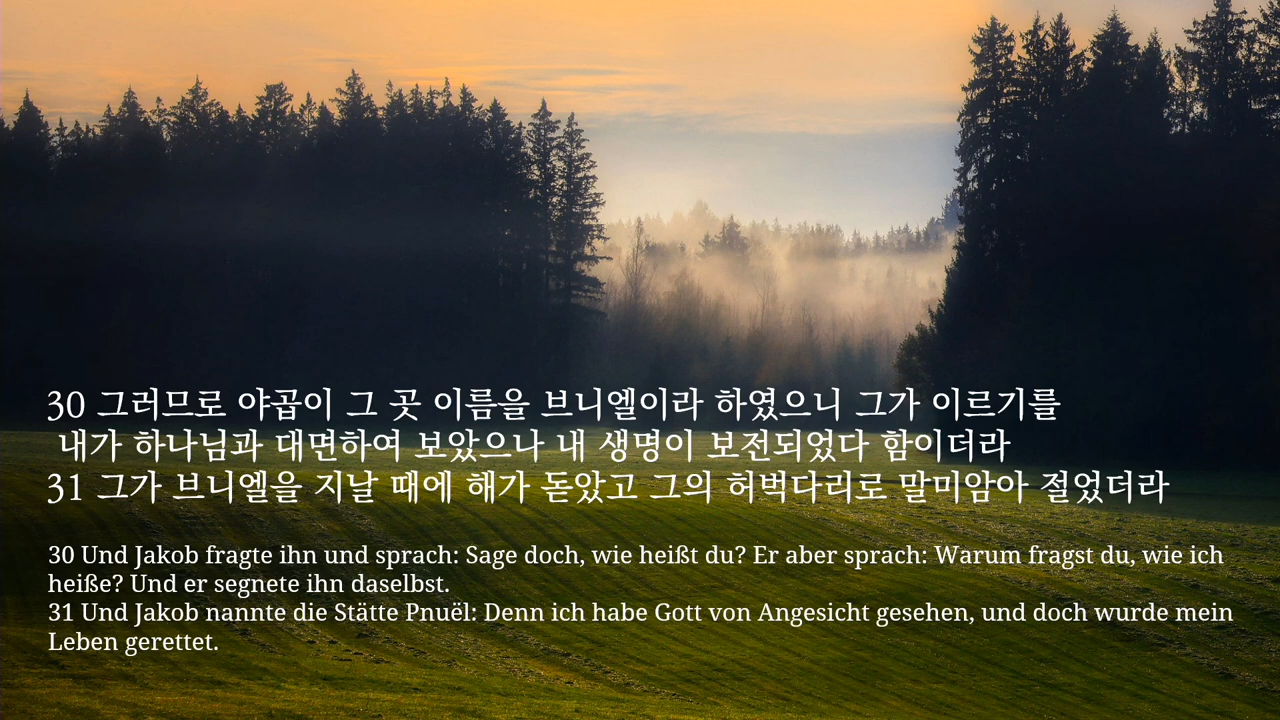 30 그러므로 야곱이 그 곳 이름을 브니엘이라 하였으니 그가 이르기를
내가 하나님과 대면하여 보았으나 내 생명이 보전되었다 함이더라
31 그가 브니엘을 지날 때에 해가 돋았고 그의 허벅다리로 말미암아 절었더라
30 Und Jakob fragte ihn und sprach: Sage doch, wie heißt du? Er aber sprach: Warum fragst du, wie ich
heiße? Und er segnete ihn daselbst.
31 Und Jakob nannte die Stätte Pnuël: Denn ich habe Gott von Angesicht gesehen, und doch wurde mein
Leben gerettet.